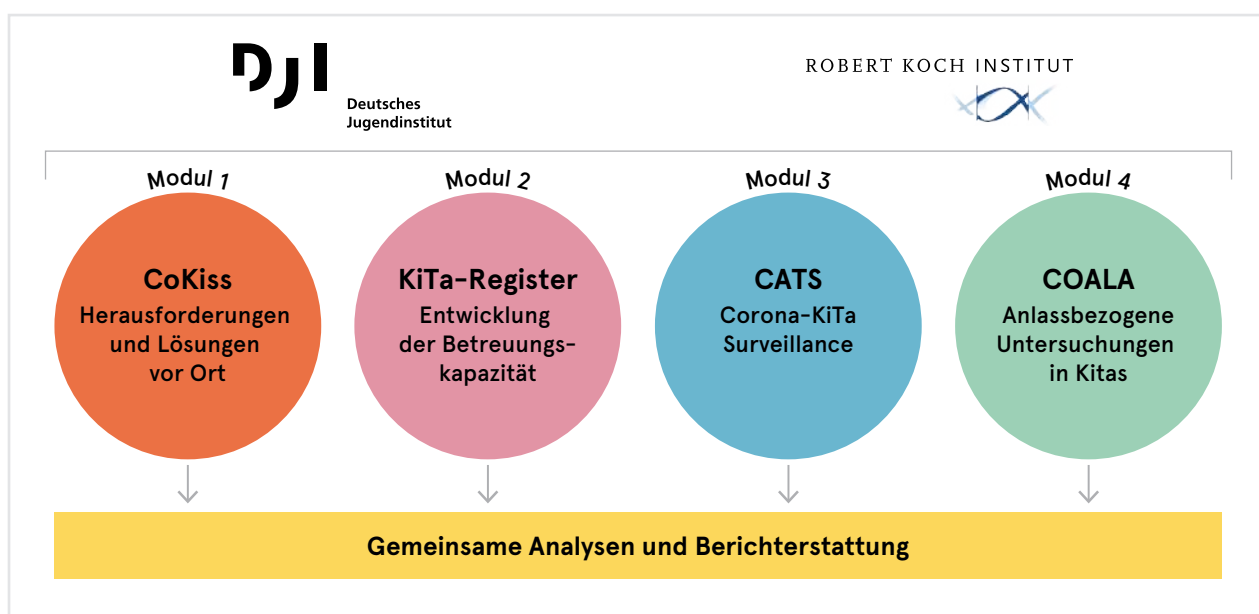 DJI
Deutsches
Jugendinstitut
ROBERT KOCH INSTITUT
Modul 1
CoKiss
Herausforderungen
und Lösungen
vor Ort
Modul 2
KiTa-Register
Entwicklung
der Betreuungs-
kapazität
Modul 3
CATS
Corona-KiTa
Surveillance
Modul 4
COALA
Anlassbezogene
Untersuchungen
in Kitas
Gemeinsame Analysen und Berichterstattung